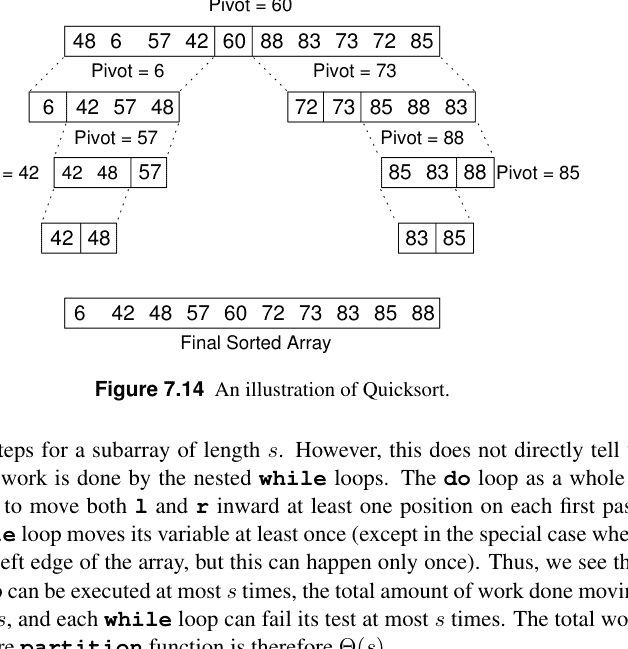 Pivot = 60
48 6 57 42 60 88 83 73 72 85
Pivot = 6 Pivot = 73
6 42 57 48 72 73 85 88 83
Pivot = 57 Pivot = 88
= 42 42 48 57 85 83 88 Pivot = 85
42 48 83 85
6 42 48 57 60 72 73 83 85 88
Final Sorted Array
Figure 7.14 An illustration of Quicksort.
teps for a subarray of length s. However, this does not directly tell
work is done by the nested while loops. The do loop as a whole
to move both l and r inward at least one position on each first pas
le loop moves its variable at least once (except in the special case whe
left edge of the array, but this can happen only once). Thus, we see th
p can be executed at most s times, the total amount of work done movin
s, and each while loop can fail its test at most s times. The total wo
re partition function is therefore Θ(s)